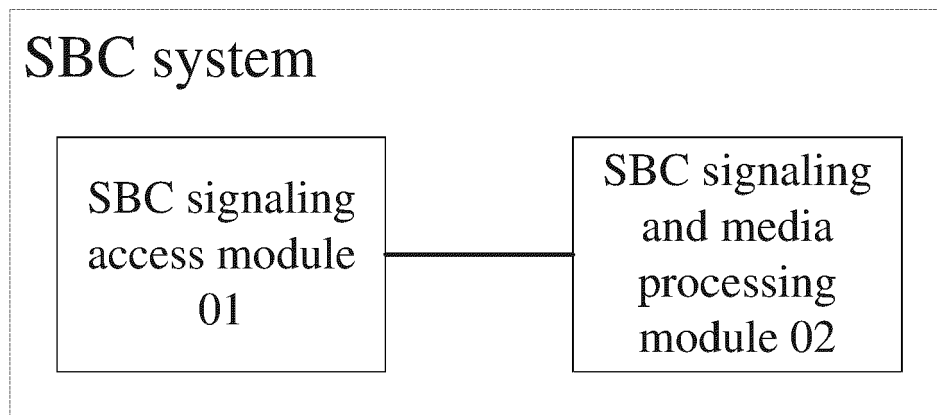 SBC system
SBC signaling
access module
01
SBC signaling
and media
processing
module 02